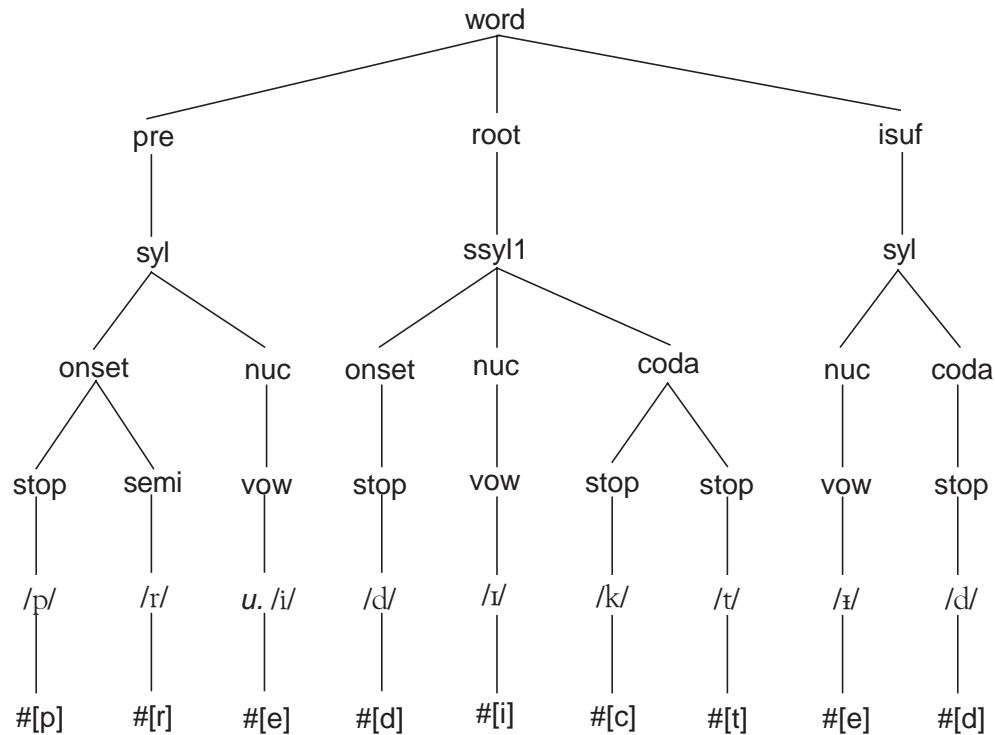 word
pre root isuf
syl ssyl1 syl
onset nuc onset nuc coda nuc coda
stop semi vow stop vow stop stop vow stop
/p/ /r/ u. /i/ /d/ /ɪ/ /k/ /t/ /ɨ/ /d/
#[p] #[r] #[e] #[d] #[i] #[c] #[t] #[e] #[d]